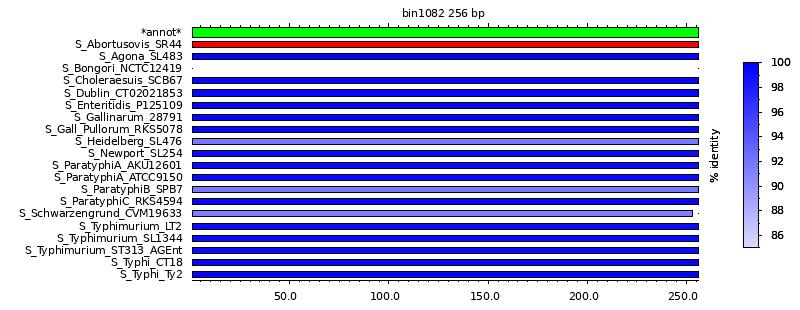 bin1082 256 bp
*annot*
S_Abortusovis_SR44
S_Agona_SL483
S_Bongori_NCTC12419
S_Choleraesuis_SCB67
S_Dublin_CT02021853
S_Enteritidis_P125109
S_Gallinarum_28791
S_Gall_Pullorum_RKS5078
S_Heidelberg_SL476
S_Newport_SL254
S_ParatyphiA_AKU12601
S_ParatyphiA_ATCC9150
S_ParatyphiB_SPB7
S_ParatyphiC_RKS4594
S_Schwarzengrund_CVM19633
S_Typhimurium_LT2
S_Typhimurium_SL1344
S_Typhimurium_ST313_AGEnt
S_Typhi_CT18
S_Typhi_Ty2
50.0 100.0 150.0 200.0 250.0
% identity
100
98
96
94
92
90
88
86